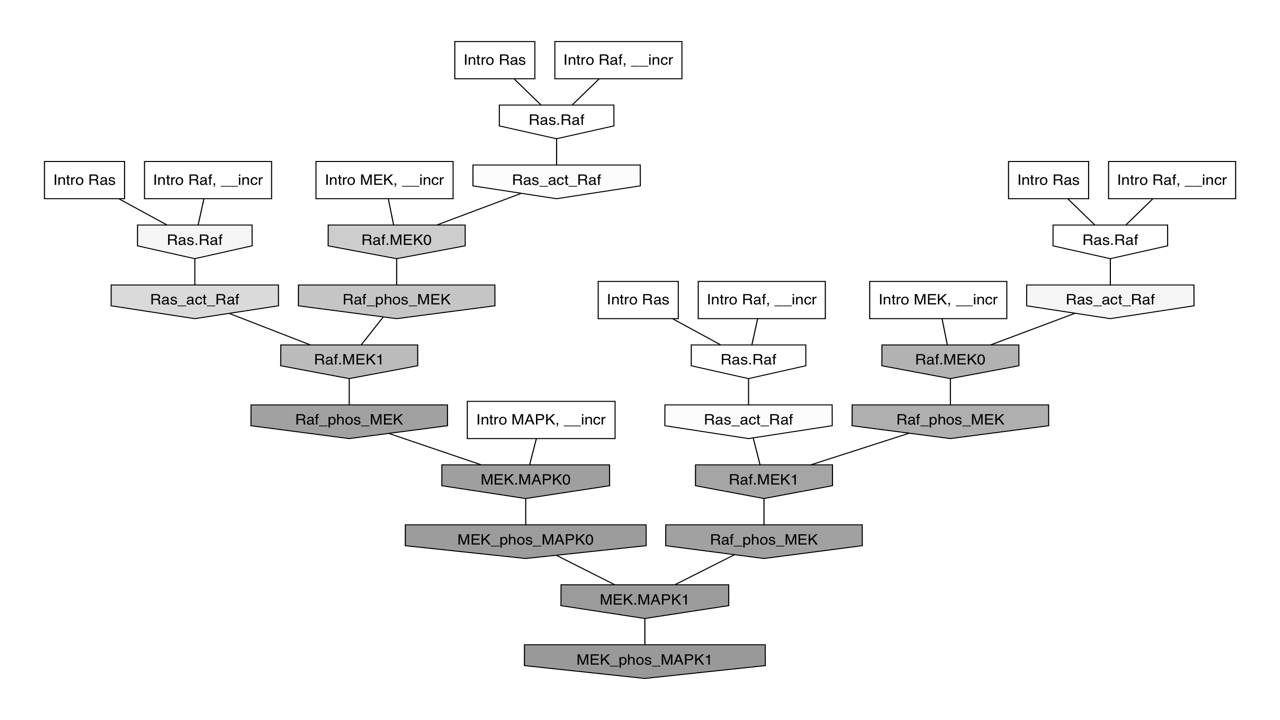 Intro Ras
Intro Raf, __incr
Ras.Raf
Intro Ras
Intro Raf, __incr
Intro MEK, __incr
Ras_act_Raf
Intro Ras
Intro Raf, __incr
Ras.Raf
Raf.MEK0
Ras.Raf
Ras_act_Raf
Raf_phos_MEK
Intro Ras
Intro Raf, __incr
Intro MEK, __incr
Ras_act_Raf
Raf.MEK1
Ras.Raf
Raf.MEK0
Raf_phos_MEK
Intro MAPK, __incr
Ras_act_Raf
Raf_phos_MEK
MEK.MAPK0
Raf.MEK1
MEK_phos_MAPK0
Raf_phos_MEK
MEK.MAPK1
MEK_phos_MAPK1